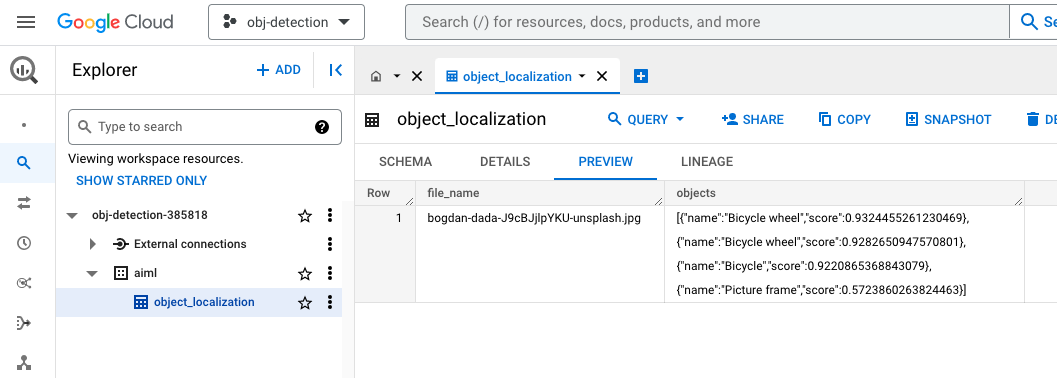 Google Cloud
obj-detection
Search (/) for resources, docs, products, and more
Se
Explorer
+ ADD
object_localization
Type to search
?
Viewing workspace resources.
SHOW STARRED ONLY
obj-detection-385818
External connections
aiml
object_localization
object_localization
QUERY
SHARE
COPY
SNAPSHOT
DE
SCHEMA
DETAILS
PREVIEW
LINEAGE
Row
file_name
objects
1
bogdan-dada-J9cBJjlpYKU-unsplash.jpg
[{"name":"Bicycle wheel","score":0.9324455261230469},
{"name":"Bicycle wheel","score":0.9282650947570801},
{"name":"Bicycle","score":0.9220865368843079},
{"name":"Picture frame","score":0.5723860263824463}]